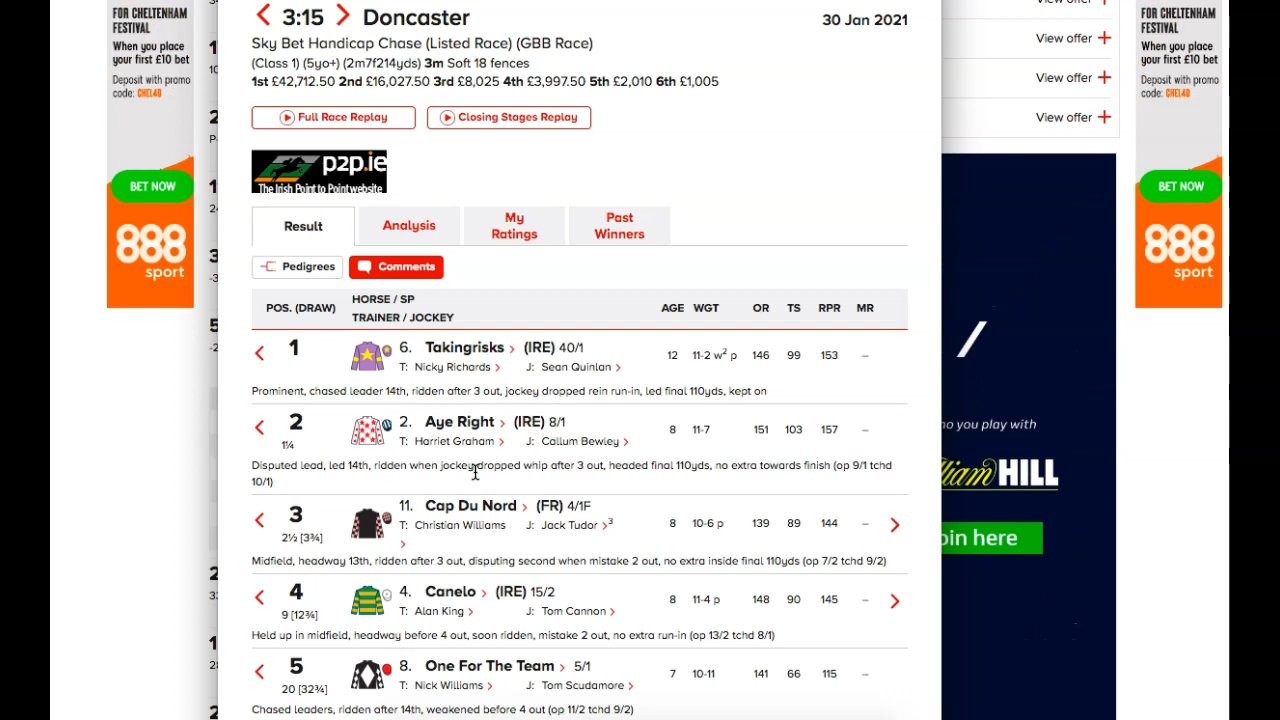 FOR CHELTENHAM
FESTIVAL
When you place
your first £10 bet
Deposit with promo
code: CHEL40
BET NOW
888
sport
3:15 Doncaster
30 Jan 2021
Sky Bet Handicap Chase (Listed Race) (GBB Race)
(Class 1) (5yo+) (2m7f214yds) 3m Soft 18 fences
1st £42,712.50 2nd £16,027.50 3rd £8,025 4th £3,997.50 5th £2,010 6th £1,005
Full Race Replay
Closing Stages Replay
p2p.ie
The Irish Point to Point website
Result
Analysis
My
Ratings
Past
Winners
Pedigrees
Comments
POS. (DRAW) HORSE / SP
TRAINER / JOCKEY
AGE WGT OR TS RPR MR
1 6. Takingrisks (IRE) 40/1
12 11-2 w2 p 146 99 153 –
T: Nicky Richards J: Sean Quinlan
Prominent, chased leader 14th, ridden after 3 out, jockey dropped rein run-in, led final 110yds, kept on
2 2. Aye Right (IRE) 8/1
8 11-7 151 103 157 –
1¼ T: Harriet Graham J: Callum Bewley
Disputed lead, led 14th, ridden when jockey dropped whip after 3 out, headed final 110yds, no extra towards finish (op 9/1 tchd
10/1)
3 11. Cap Du Nord (FR) 4/1F
8 10-6 p 139 89 144 –
2½ [3¾] T: Christian Williams J: Jack Tudor 3
Midfield, headway 13th, ridden after 3 out, disputing second when mistake 2 out, no extra inside final 110yds (op 7/2 tchd 9/2)
4 4. Canelo (IRE) 15/2
8 11-4 p 148 90 145 –
9 [12¾] T: Alan King J: Tom Cannon
Held up in midfield, headway before 4 out, soon ridden, mistake 2 out, no extra run-in (op 13/2 tchd 8/1)
5 8. One For The Team 5/1
7 10-11 141 66 115 –
20 [32¾] T: Nick Williams J: Tom Scudamore
Chased leaders, ridden after 14th, weakened before 4 out (op 11/2 tchd 9/2)
View offer +
View offer +
View offer +
you play with
HILL
here
FOR CHELTENHAM
FESTIVAL
When you place
your first £10 bet
Deposit with promo
code: CHEL40
BET NOW
888
sport